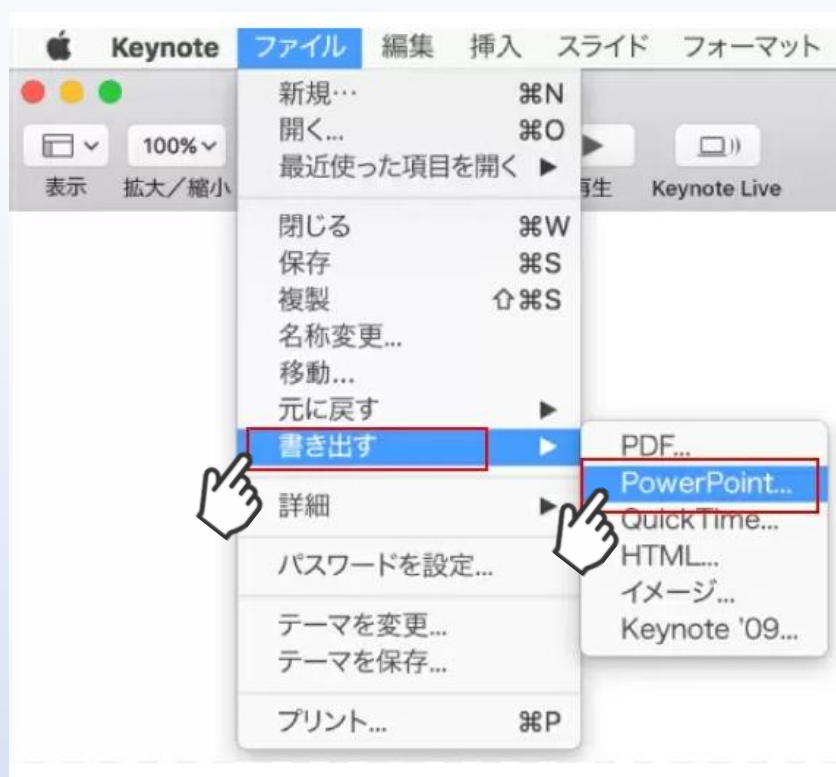 Keynote ファイル 編集 挿入 スライド フォーマット
100%
表示 拡大／縮小 再生 Keynote Live
新規… ⌘N
開く... ⌘O
最近使った項目を開く ▶
閉じる ⌘W
保存 ⌘S
複製 ⇧⌘S
名称変更...
移動...
元に戻す ▶
書き出す ▶
詳細 ▶
パスワードを設定...
テーマを変更...
テーマを保存...
プリント... ⌘P
PDF...
PowerPoint...
QuickTime...
HTML...
イメージ...
Keynote '09...